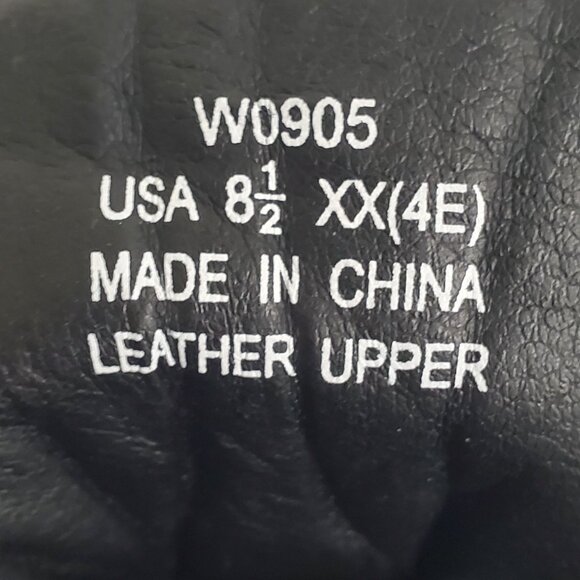 W0905
USA 8½ XX(4E)
MADE IN CHINA
LEATHER UPPER